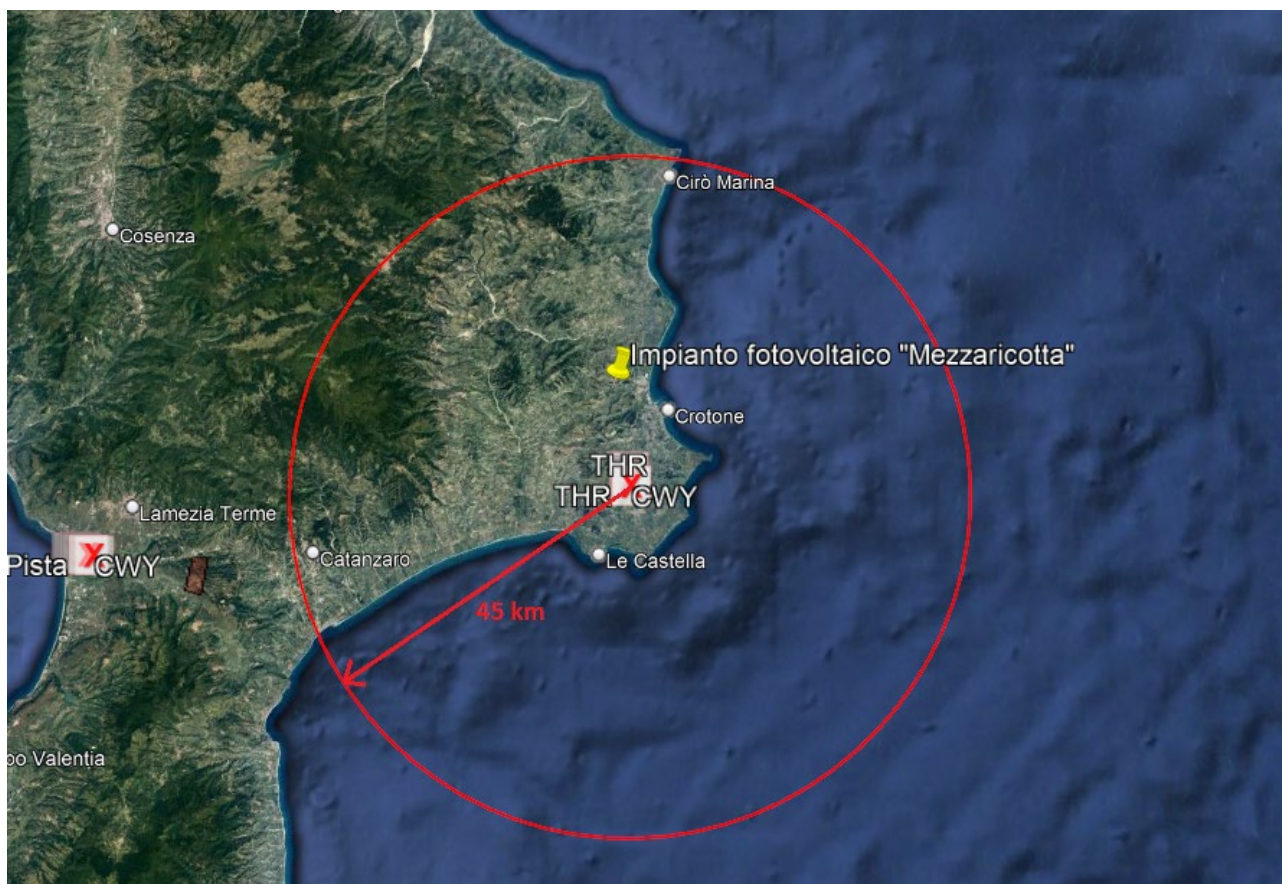 Cirò Marina
Cosenza
Impianto fotovoltaico "Mezzaricotta"
Crotone
THR
THR CWY
Lamezia Terme
Pista CWY
Catanzaro
Le Castella
45 km
bo Valentia